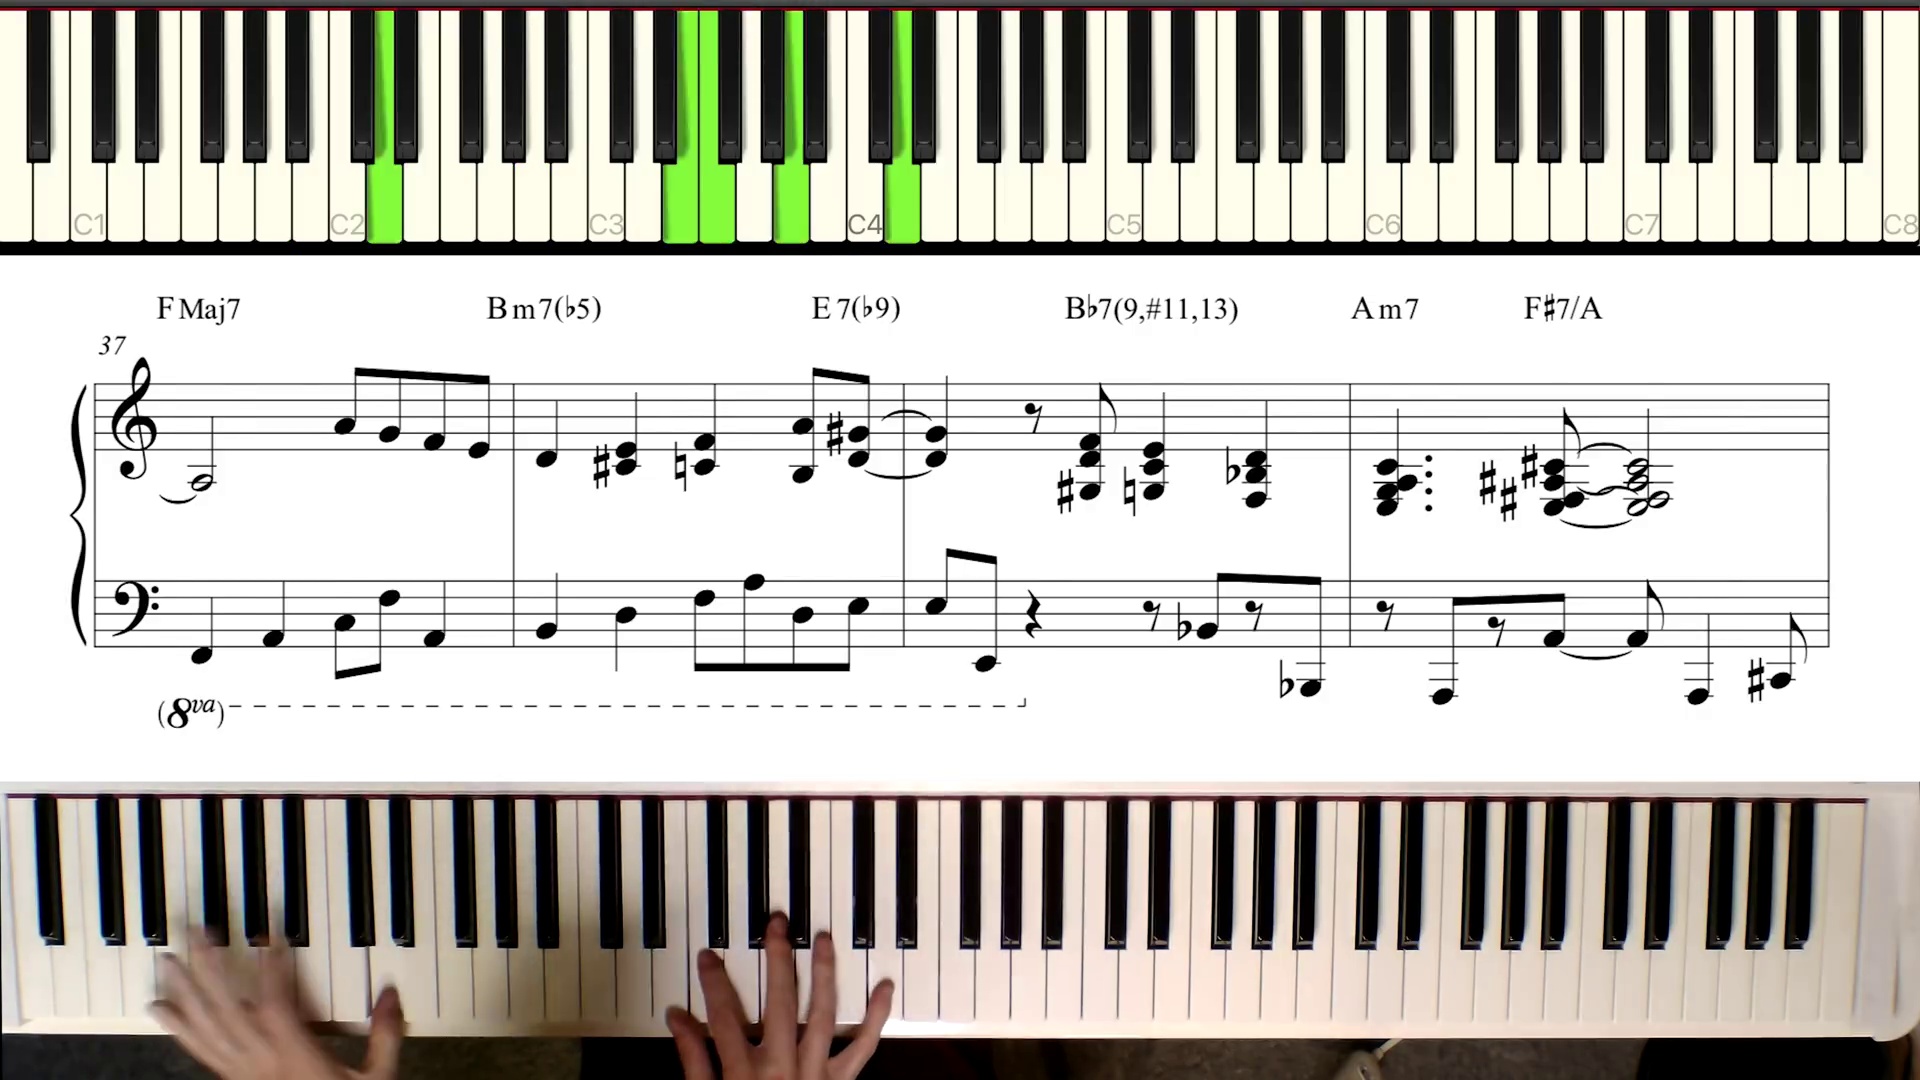 C1 C2 C3 C4 C5 C6 C7 C8
F Maj7 B m7(♭5) E 7(♭9) B♭7(9,#11,13) A m7 F♯7/A
37
(8va)